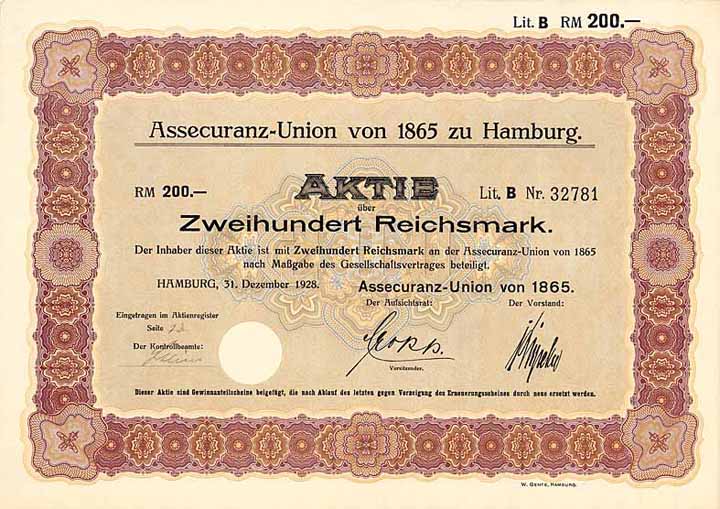 Lit. B RM 200.—
Assecuranz-Union von 1865 zu Hamburg.
RM 200.— AKTIE Lit. B Nr. 32781
über
Zweihundert Reichsmark.
Der Inhaber dieser Aktie ist mit Zweihundert Reichsmark an der Assecuranz-Union von 1865
nach Maßgabe des Gesellschaftsvertrages beteiligt.
HAMBURG, 31. Dezember 1928. Assecuranz-Union von 1865.
Der Aufsichtsrat: Der Vorstand:
Eingetragen im Aktienregister
Seite
Der Kontrollbeamte:
Vorsitzender.
Dieser Aktie sind Gewinnanteilscheine beigefügt, die nach Ablauf des letzten gegen Vorzeigung des Erneuerungsscheines durch neue ersetzt werden.
W. GENTE, HAMBURG.